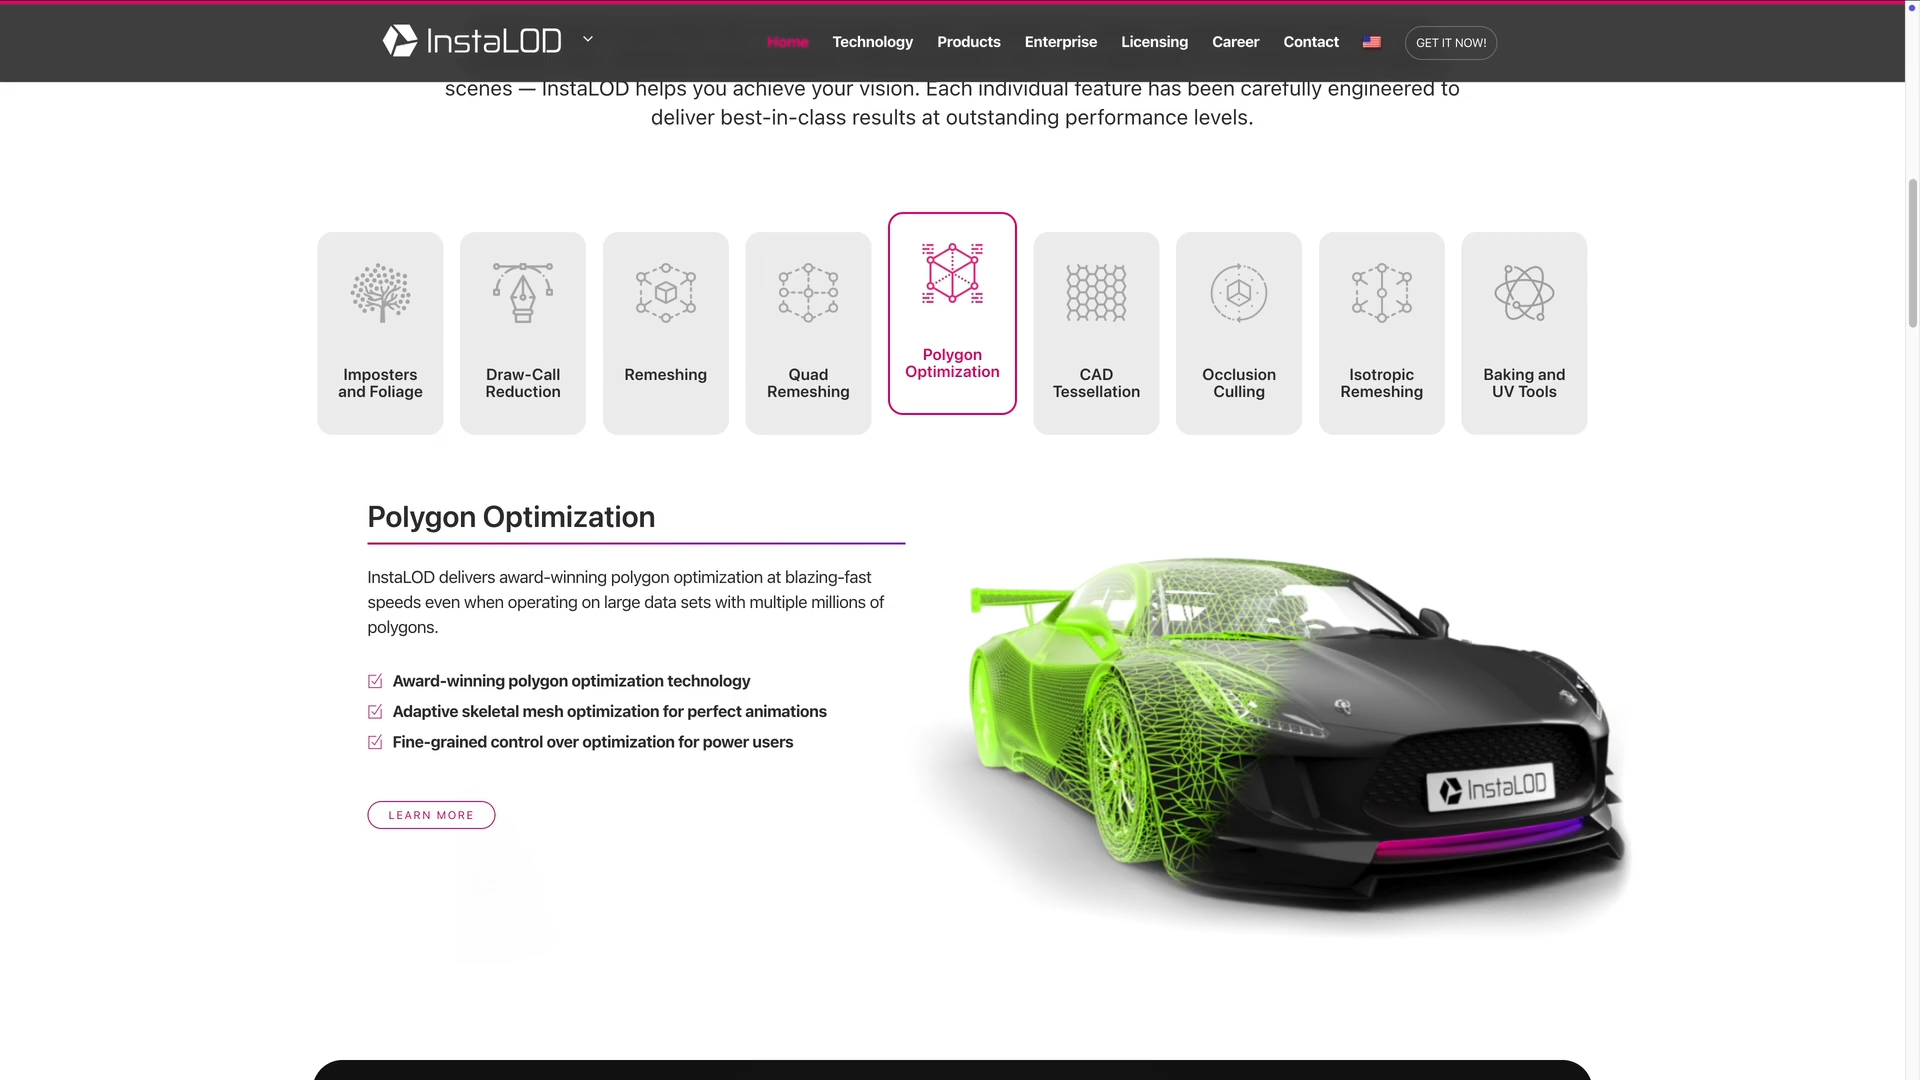 InstaLOD
Home Technology Products Enterprise Licensing Career Contact GET IT NOW!
scenes — InstaLOD helps you achieve your vision. Each individual feature has been carefully engineered to
deliver best-in-class results at outstanding performance levels.
Imposters
and Foliage
Draw-Call
Reduction
Remeshing
Quad
Remeshing
Polygon
Optimization
CAD
Tessellation
Occlusion
Culling
Isotropic
Remeshing
Baking and
UV Tools
Polygon Optimization
InstaLOD delivers award-winning polygon optimization at blazing-fast
speeds even when operating on large data sets with multiple millions of
polygons.
Award-winning polygon optimization technology
Adaptive skeletal mesh optimization for perfect animations
Fine-grained control over optimization for power users
LEARN MORE
InstaLOD